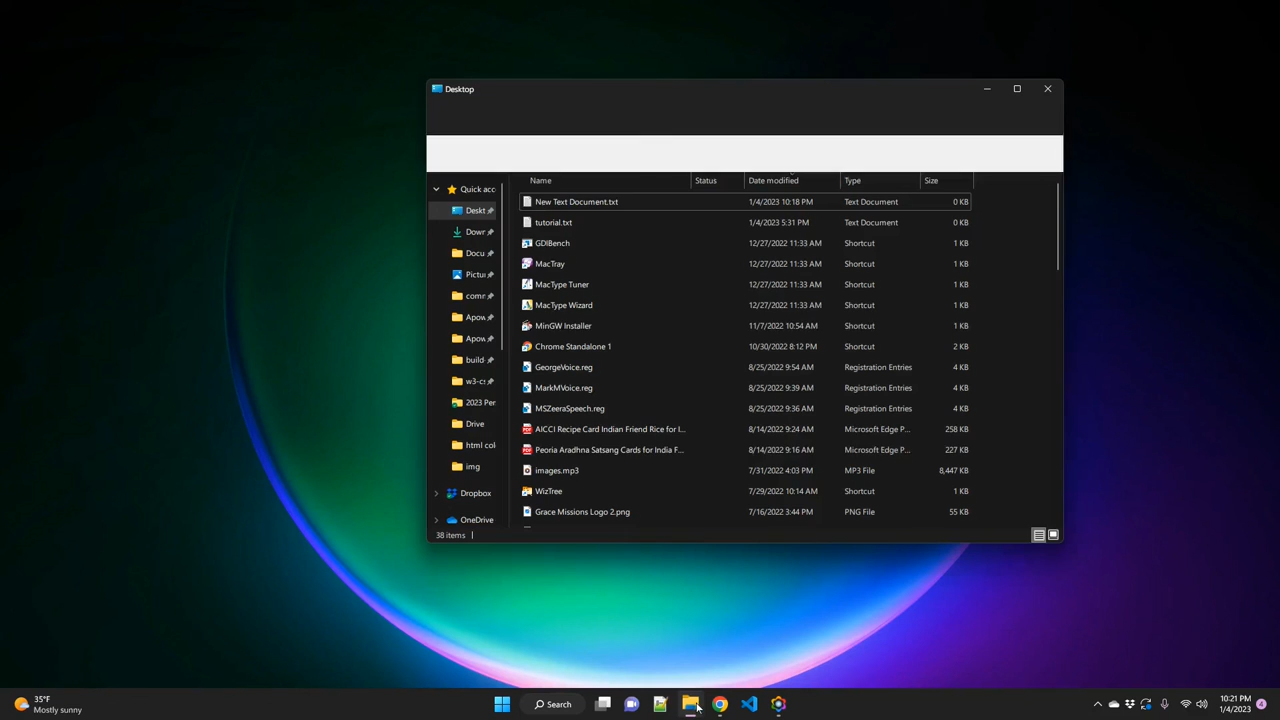 Desktop
Name Status Date modified Type Size
Quick acc
Deskt
Down
Docu
Pictu
comm
Apow
Apow
build-
w3-cs
2023 Per
Drive
html col
img
Dropbox
OneDrive
New Text Document.txt 1/4/2023 10:18 PM Text Document 0 KB
tutorial.txt 1/4/2023 5:31 PM Text Document 0 KB
GDIBench 12/27/2022 11:33 AM Shortcut 1 KB
MacTray 12/27/2022 11:33 AM Shortcut 1 KB
MacType Tuner 12/27/2022 11:33 AM Shortcut 1 KB
MacType Wizard 12/27/2022 11:33 AM Shortcut 1 KB
MinGW Installer 11/7/2022 10:54 AM Shortcut 1 KB
Chrome Standalone 1 10/30/2022 8:12 PM Shortcut 2 KB
GeorgeVoice.reg 8/25/2022 9:54 AM Registration Entries 4 KB
MarkMVoice.reg 8/25/2022 9:39 AM Registration Entries 4 KB
MSZeeraSpeech.reg 8/25/2022 9:36 AM Registration Entries 4 KB
AICCI Recipe Card Indian Friend Rice for I... 8/14/2022 9:24 AM Microsoft Edge P... 258 KB
Peoria Aradhna Satsang Cards for India F... 8/14/2022 9:16 AM Microsoft Edge P... 227 KB
images.mp3 7/31/2022 4:03 PM MP3 File 8,447 KB
WizTree 7/29/2022 10:14 AM Shortcut 1 KB
Grace Missions Logo 2.png 7/16/2022 3:44 PM PNG File 55 KB
38 items
35°F
Mostly sunny
Search
10:21 PM
1/4/2023